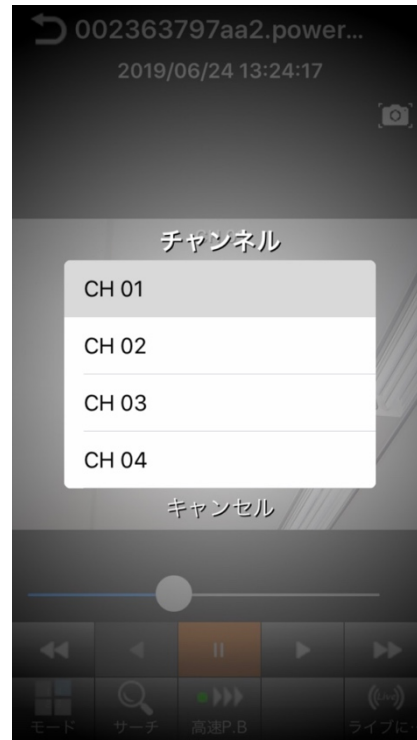 002363797aa2.power...
2019/06/24 13:24:17
チャンネル
CH 01
CH 02
CH 03
CH 04
キャンセル
モード
サーチ
高速P.B
(Live)
ライブに